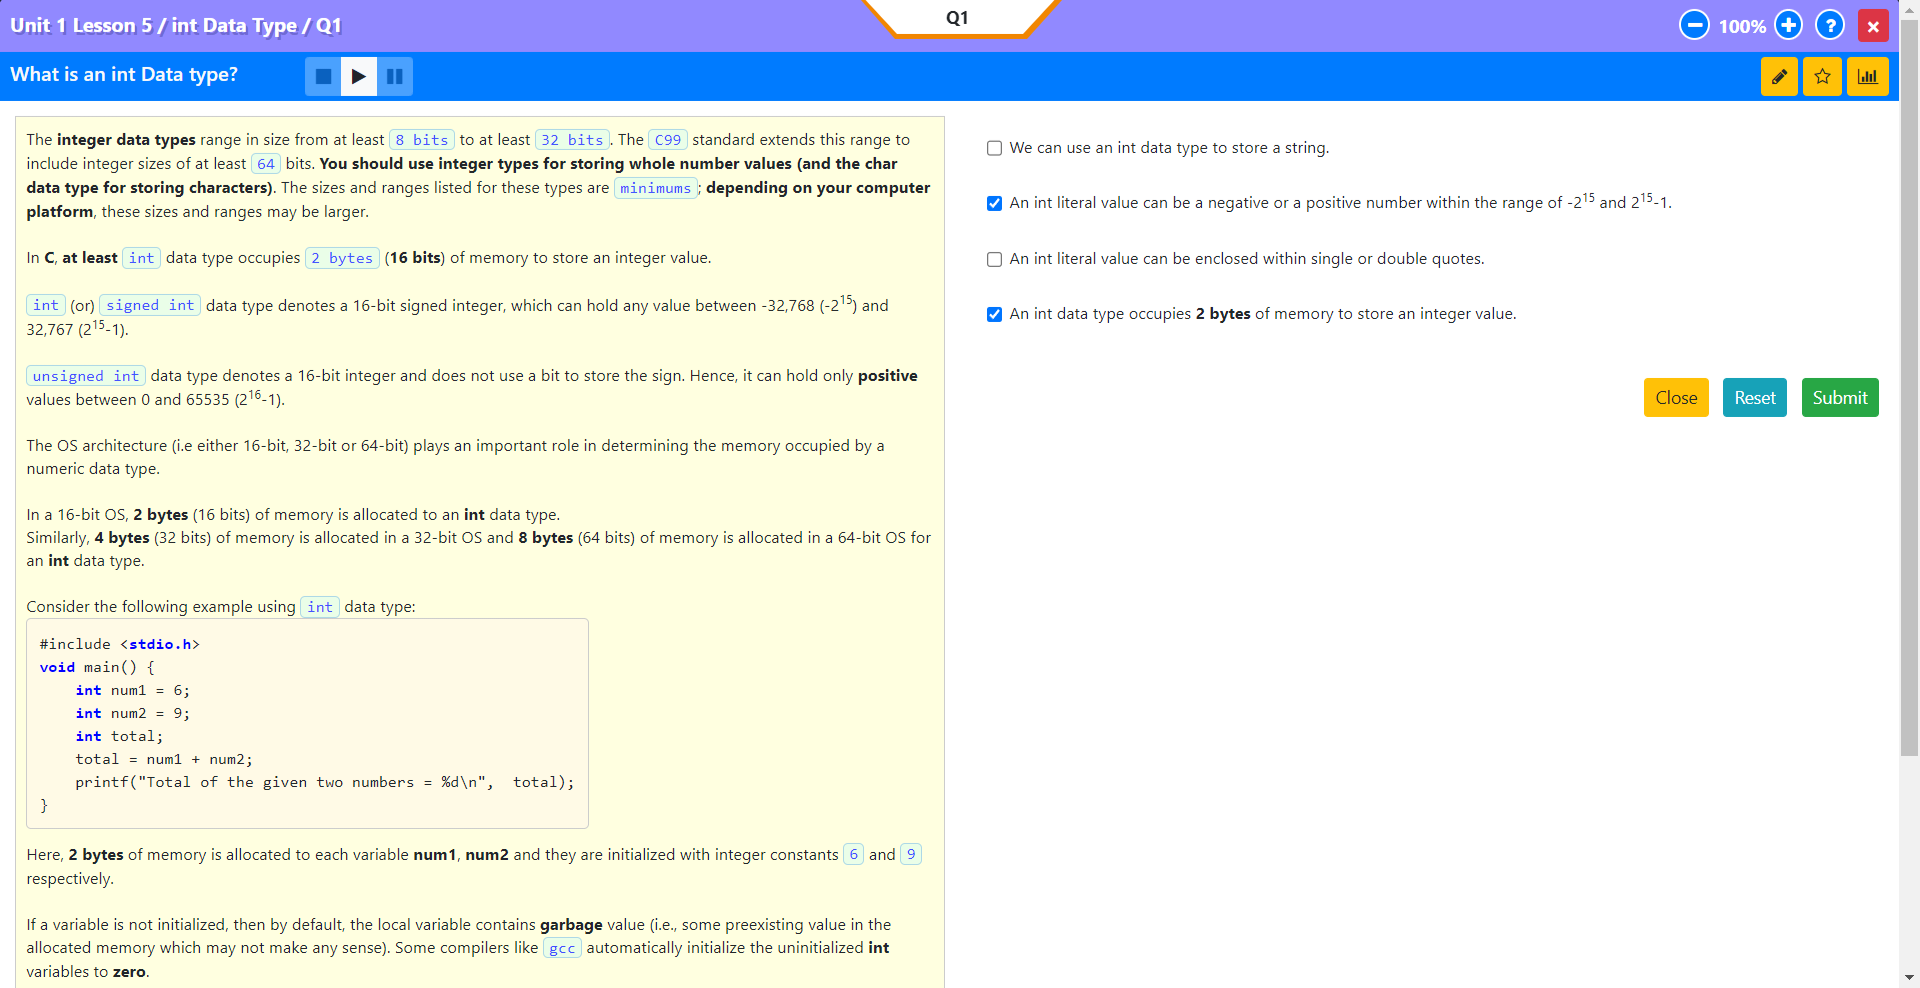 Unit 1 Lesson 5 / int Data Type / Q1
Q1
100%
What is an int Data type?
The integer data types range in size from at least 8 bits to at least 32 bits. The C99 standard extends this range to
include integer sizes of at least 64 bits. You should use integer types for storing whole number values (and the char
data type for storing characters). The sizes and ranges listed for these types are minimums; depending on your computer
platform, these sizes and ranges may be larger.
In C, at least int data type occupies 2 bytes (16 bits) of memory to store an integer value.
int (or) signed int data type denotes a 16-bit signed integer, which can hold any value between -32,768 (-2^15) and
32,767 (2^15-1).
unsigned int data type denotes a 16-bit integer and does not use a bit to store the sign. Hence, it can hold only positive
values between 0 and 65535 (2^16-1).
The OS architecture (i.e either 16-bit, 32-bit or 64-bit) plays an important role in determining the memory occupied by a
numeric data type.
In a 16-bit OS, 2 bytes (16 bits) of memory is allocated to an int data type.
Similarly, 4 bytes (32 bits) of memory is allocated in a 32-bit OS and 8 bytes (64 bits) of memory is allocated in a 64-bit OS for
an int data type.
Consider the following example using int data type:
#include <stdio.h>
void main() {
    int num1 = 6;
    int num2 = 9;
    int total;
    total = num1 + num2;
    printf("Total of the given two numbers = %d\n",  total);
}
Here, 2 bytes of memory is allocated to each variable num1, num2 and they are initialized with integer constants 6 and 9
respectively.
If a variable is not initialized, then by default, the local variable contains garbage value (i.e., some preexisting value in the
allocated memory which may not make any sense). Some compilers like gcc automatically initialize the uninitialized int
variables to zero.
We can use an int data type to store a string.
An int literal value can be a negative or a positive number within the range of -2^15 and 2^15-1.
An int literal value can be enclosed within single or double quotes.
An int data type occupies 2 bytes of memory to store an integer value.
Close
Reset
Submit